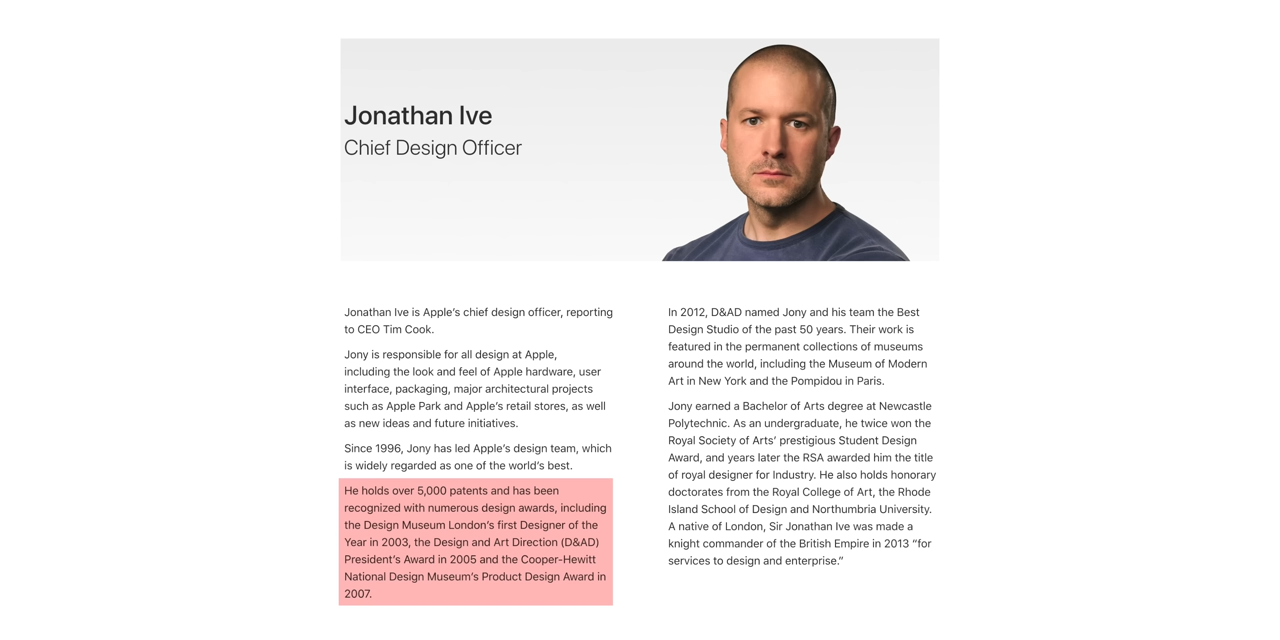 Jonathan Ive
Chief Design Officer
Jonathan Ive is Apple’s chief design officer, reporting
to CEO Tim Cook.
Jony is responsible for all design at Apple,
including the look and feel of Apple hardware, user
interface, packaging, major architectural projects
such as Apple Park and Apple’s retail stores, as well
as new ideas and future initiatives.
Since 1996, Jony has led Apple’s design team, which
is widely regarded as one of the world’s best.
He holds over 5,000 patents and has been
recognized with numerous design awards, including
the Design Museum London’s first Designer of the
Year in 2003, the Design and Art Direction (D&AD)
President’s Award in 2005 and the Cooper-Hewitt
National Design Museum’s Product Design Award in
2007.
In 2012, D&AD named Jony and his team the Best
Design Studio of the past 50 years. Their work is
featured in the permanent collections of museums
around the world, including the Museum of Modern
Art in New York and the Pompidou in Paris.
Jony earned a Bachelor of Arts degree at Newcastle
Polytechnic. As an undergraduate, he twice won the
Royal Society of Arts’ prestigious Student Design
Award, and years later the RSA awarded him the title
of royal designer for Industry. He also holds honorary
doctorates from the Royal College of Art, the Rhode
Island School of Design and Northumbria University.
A native of London, Sir Jonathan Ive was made a
knight commander of the British Empire in 2013 “for
services to design and enterprise.”